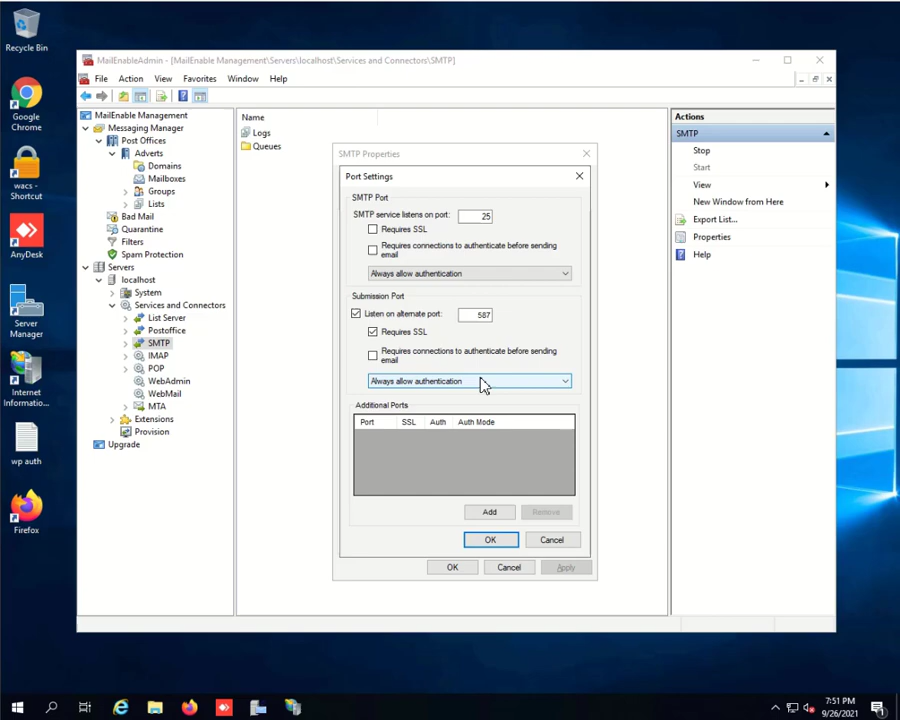 Recycle Bin
Google
Chrome
wacs -
Shortcut
AnyDesk
Server
Manager
Internet
Informatio...
wp auth
Firefox
MailEnableAdmin - [MailEnable Management\Servers\localhost\Services and Connectors\SMTP]
File Action View Favorites Window Help
MailEnable Management
Messaging Manager
Post Offices
Adverts
Domains
Mailboxes
Groups
Lists
Bad Mail
Quarantine
Filters
Spam Protection
Servers
localhost
System
Services and Connectors
List Server
Postoffice
SMTP
IMAP
POP
WebAdmin
WebMail
MTA
Extensions
Provision
Upgrade
Name
Logs
Queues
SMTP Properties
Port Settings
SMTP Port
SMTP service listens on port: 25
Requires SSL
Requires connections to authenticate before sending
email
Always allow authentication
Submission Port
Listen on alternate port: 587
Requires SSL
Requires connections to authenticate before sending
email
Always allow authentication
Additional Ports
Port SSL Auth Auth Mode
Add Remove
OK Cancel
OK Cancel Apply
Actions
SMTP
Stop
Start
View
New Window from Here
Export List...
Properties
Help
7:51 PM
9/26/2021